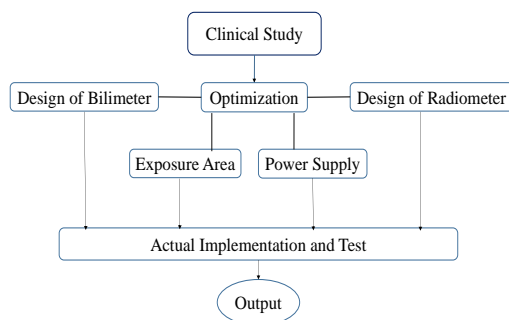 Clinical Study
Design of Bilimeter
Optimization
Design of Radiometer
Exposure Area
Power Supply
Actual Implementation and Test
Output